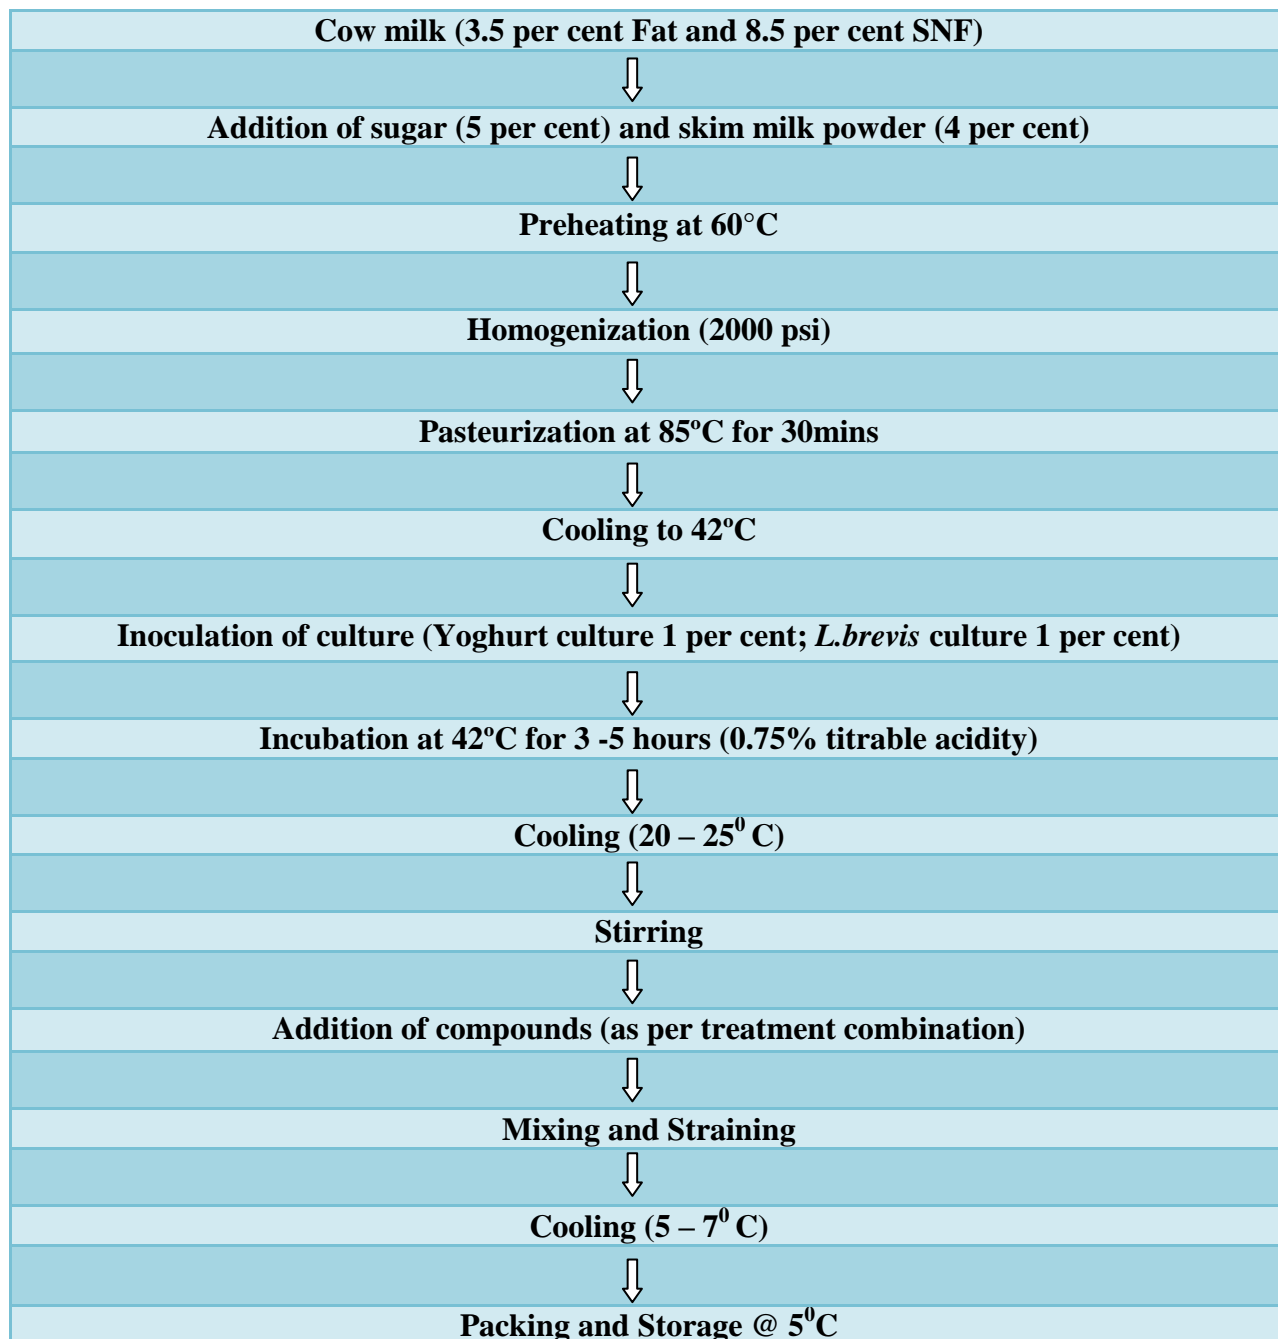 Cow milk (3.5 per cent Fat and 8.5 per cent SNF)
Addition of sugar (5 per cent) and skim milk powder (4 per cent)
Preheating at 60°C
Homogenization (2000 psi)
Pasteurization at 85ºC for 30mins
Cooling to 42ºC
Inoculation of culture (Yoghurt culture 1 per cent; L.brevis culture 1 per cent)
Incubation at 42ºC for 3 -5 hours (0.75% titrable acidity)
Cooling (20 – 25⁰ C)
Stirring
Addition of compounds (as per treatment combination)
Mixing and Straining
Cooling (5 – 7⁰ C)
Packing and Storage @ 5⁰C